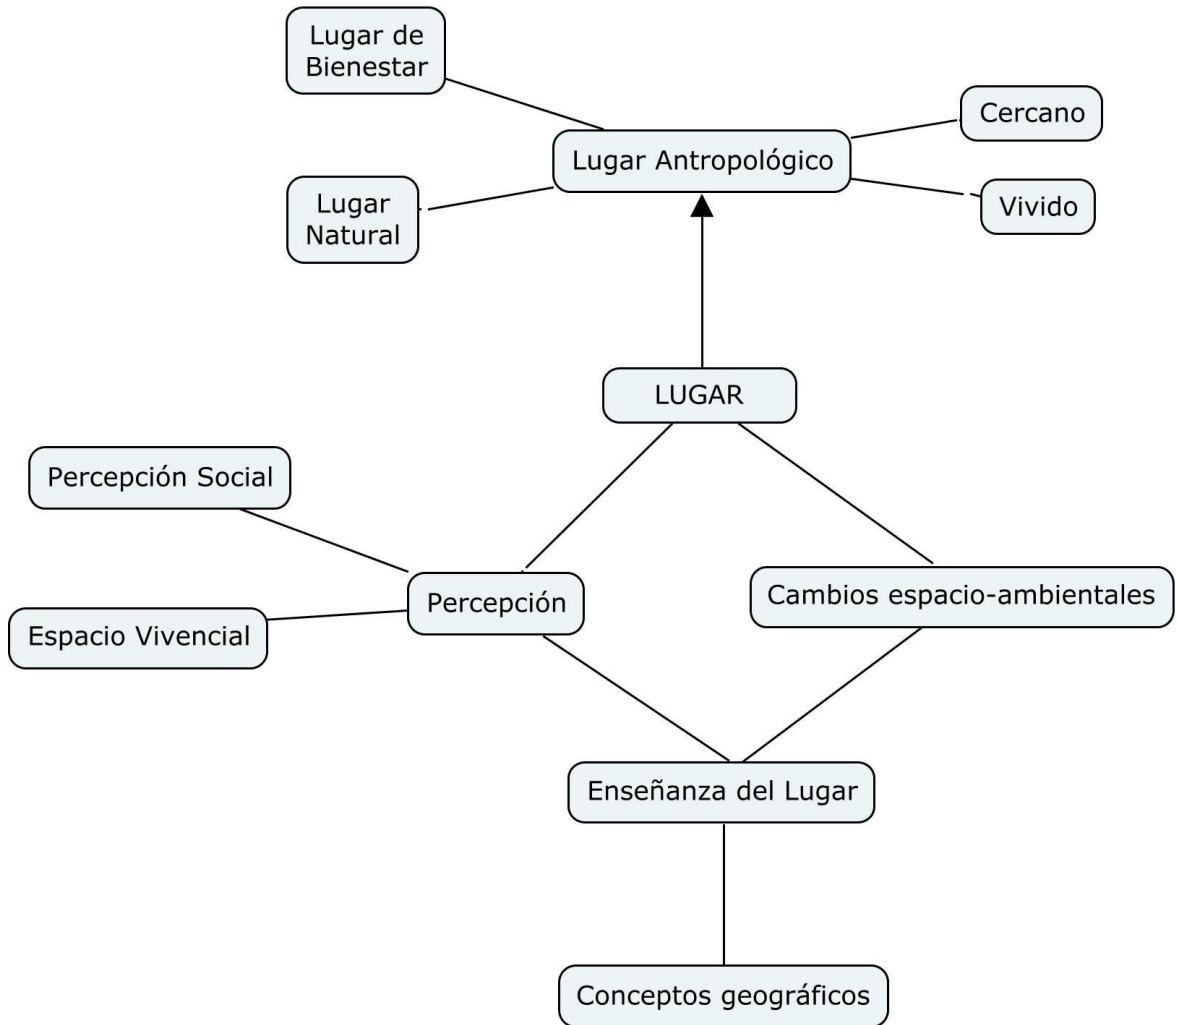 Lugar de
Bienestar
Cercano
Lugar Antropológico
Lugar
Natural
Vivido
LUGAR
Percepción Social
Percepción
Cambios espacio-ambientales
Espacio Vivencial
Enseñanza del Lugar
Conceptos geográficos